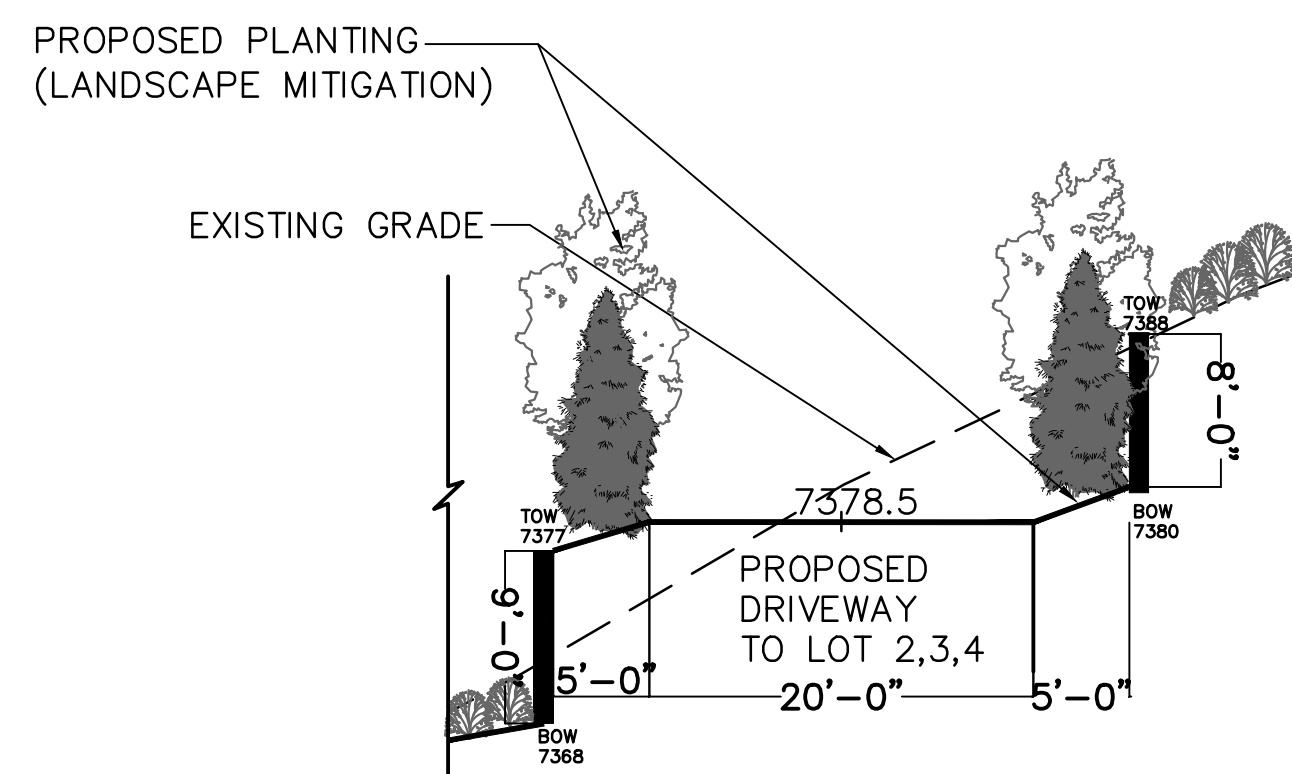 PROPOSED PLANTING
(LANDSCAPE MITIGATION)
EXISTING GRADE
TOW
7388
8'-0"
7378.5
TOW
7377
BOW
7380
PROPOSED
DRIVEWAY
TO LOT 2,3,4
9'-0"
5'-0"
20'-0"
5'-0"
BOW
7368